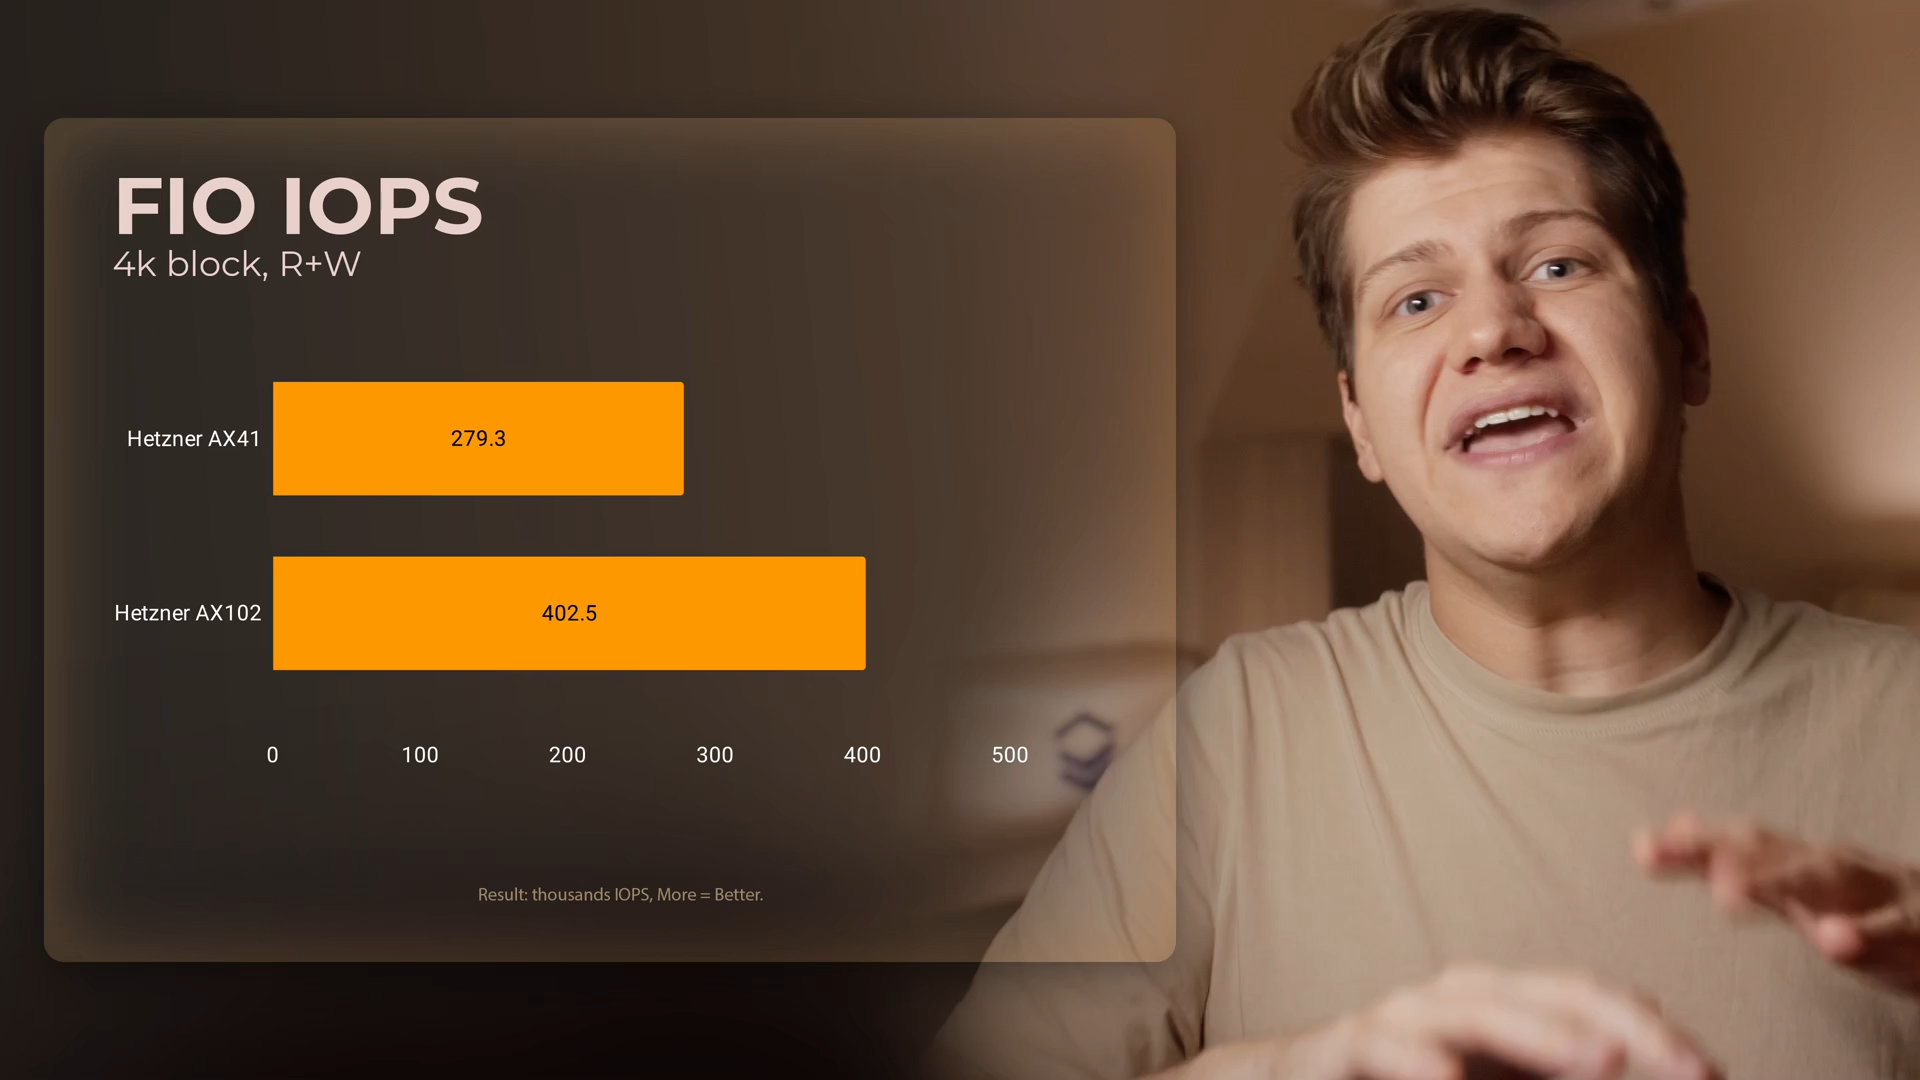 FIO IOPS
4k block, R+W
Hetzner AX41
279.3
Hetzner AX102
402.5
0 100 200 300 400 500
Result: thousands IOPS, More = Better.